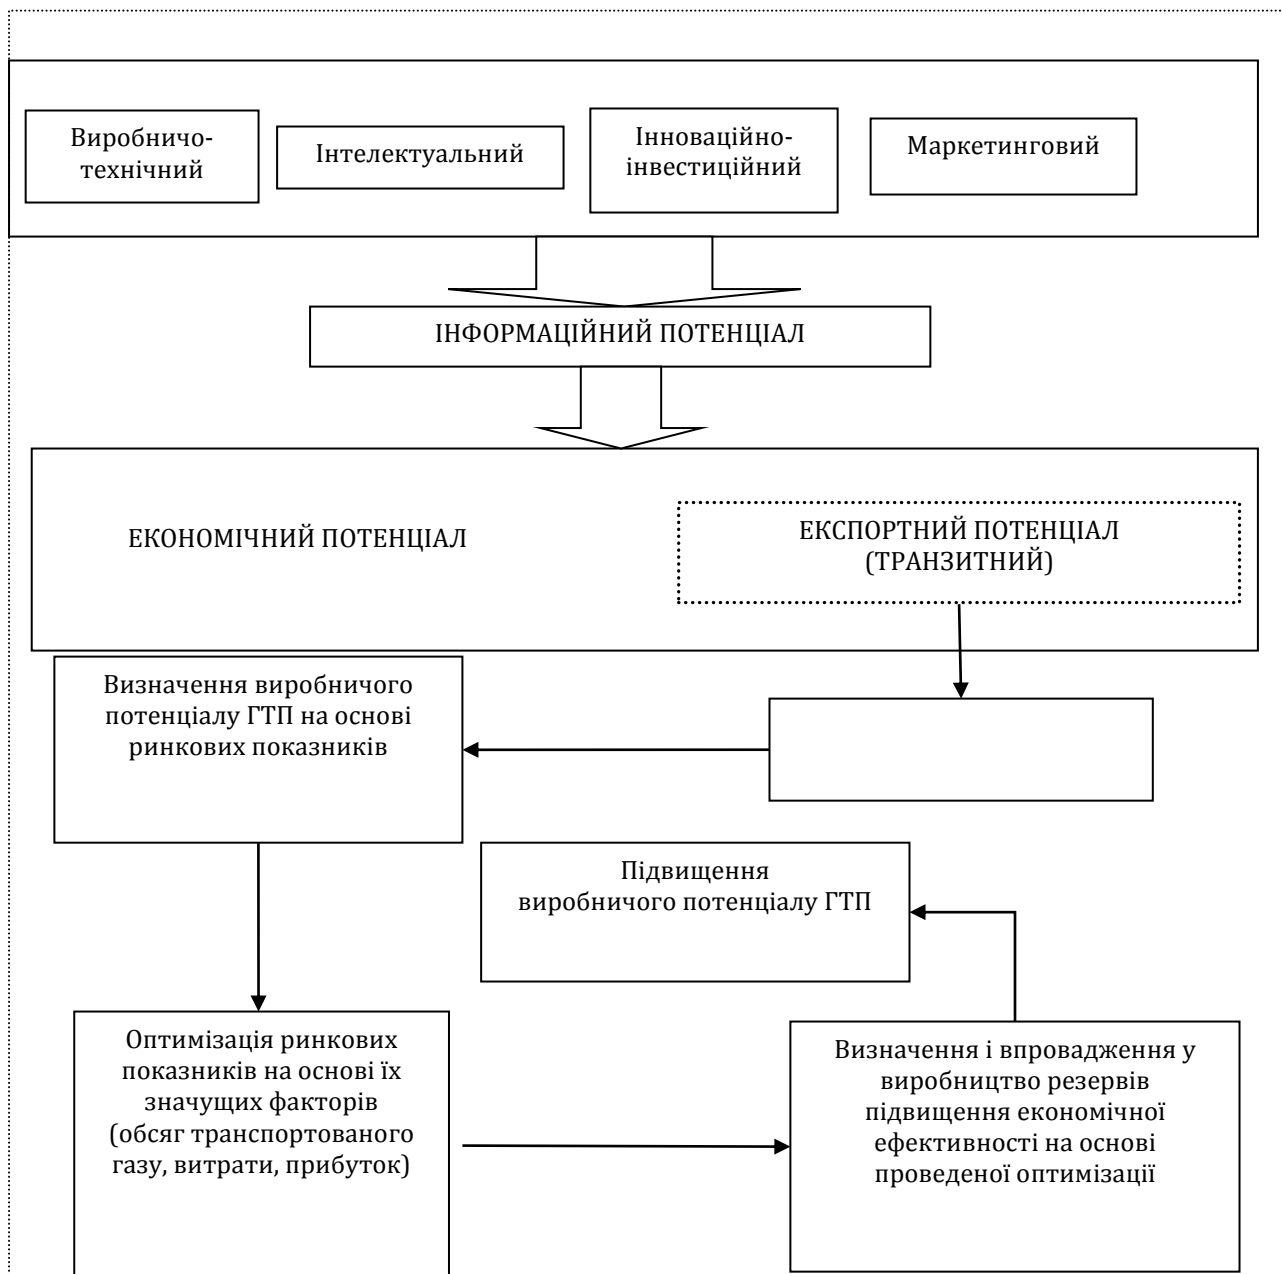 Виробничо-
технічний
Інтелектуальний
Інноваційно-
інвестиційний
Маркетинговий
ІНФОРМАЦІЙНИЙ ПОТЕНЦІАЛ
ЕКОНОМІЧНИЙ ПОТЕНЦІАЛ
ЕКСПОРТНИЙ ПОТЕНЦІАЛ
(ТРАНЗИТНИЙ)
Визначення виробничого
потенціалу ГТП на основі
ринкових показників
Підвищення
виробничого потенціалу ГТП
Оптимізація ринкових
показників на основі їх
значущих факторів
(обсяг транспортованого
газу, витрати, прибуток)
Визначення і впровадження у
виробництво резервів
підвищення економічної
ефективності на основі
проведеної оптимізації